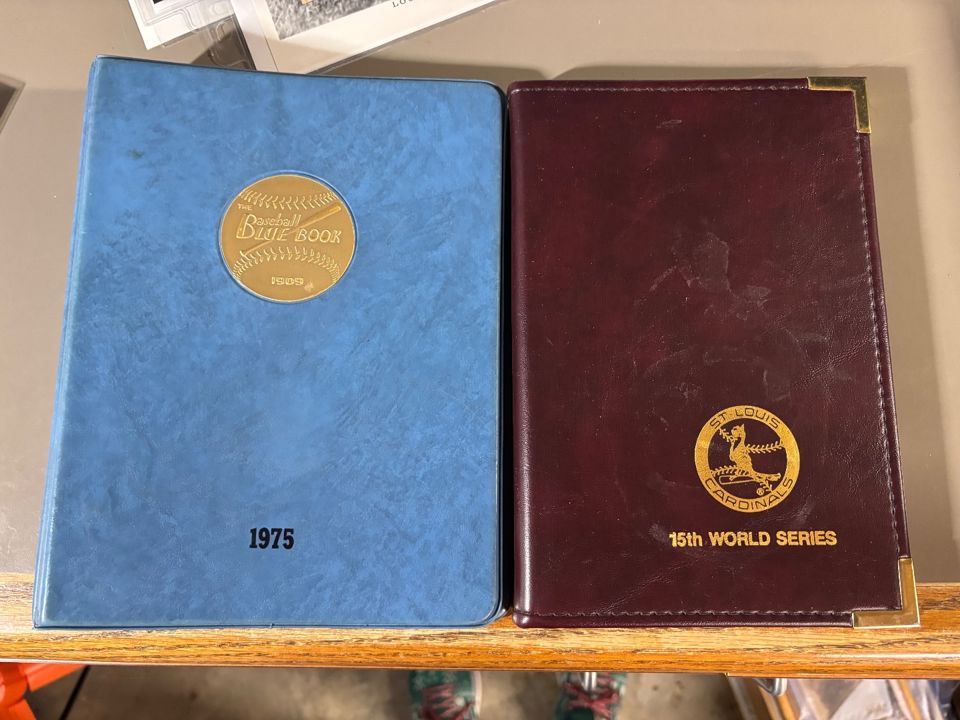 THE
Baseball
BLUE BOOK
1909
1975
ST. LOUIS
CARDINALS
®
15th WORLD SERIES